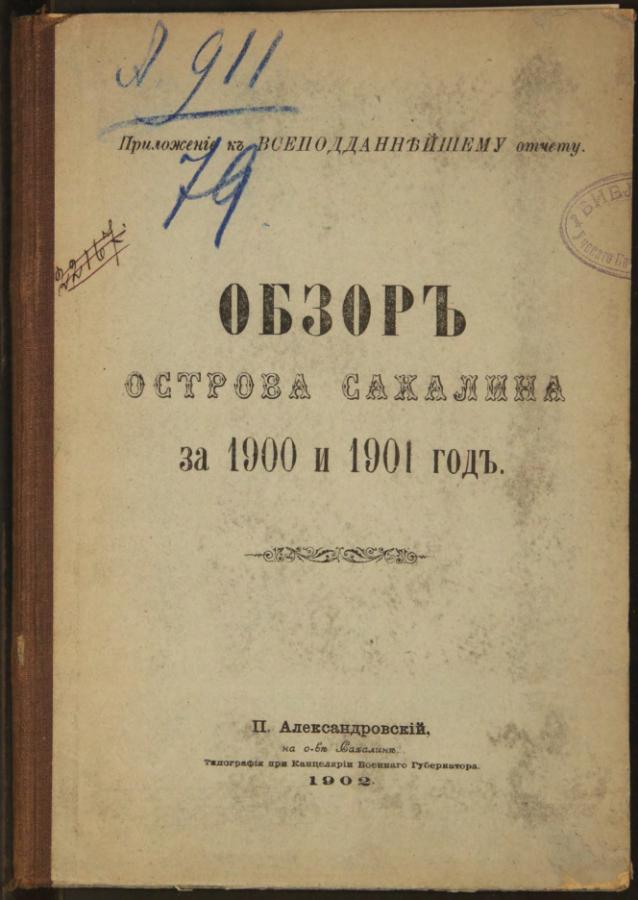 А 911
Приложеніе къ ВСЕПОДДАННѢЙШЕМУ отчету.
79
ОБЗОРЪ
ОСТРОВА САХАЛИНА
за 1900 и 1901 годъ.
П. Александровскій,
на о-вѣ Сахалинѣ.
Типографія при Канцеляріи Военнаго Губернатора.
1902.